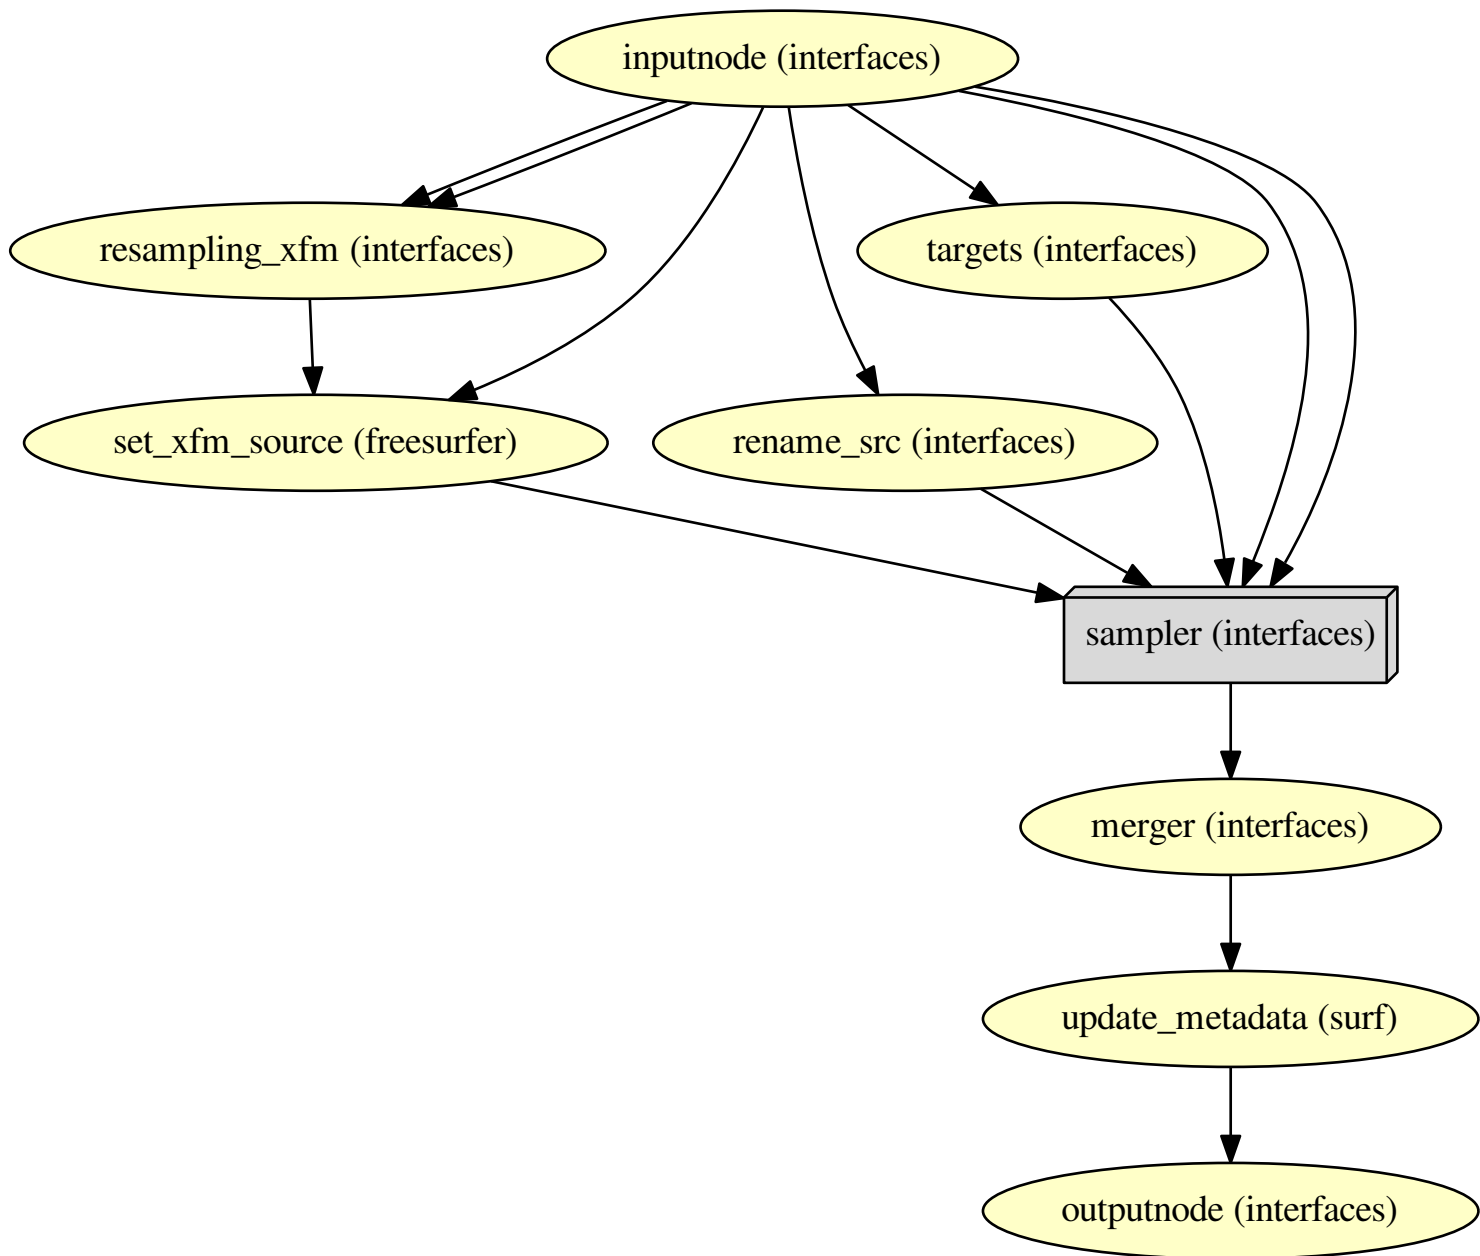 inputnode (interfaces)
resampling_xfm (interfaces)
targets (interfaces)
set_xfm_source (freesurfer)
rename_src (interfaces)
sampler (interfaces)
merger (interfaces)
update_metadata (surf)
outputnode (interfaces)